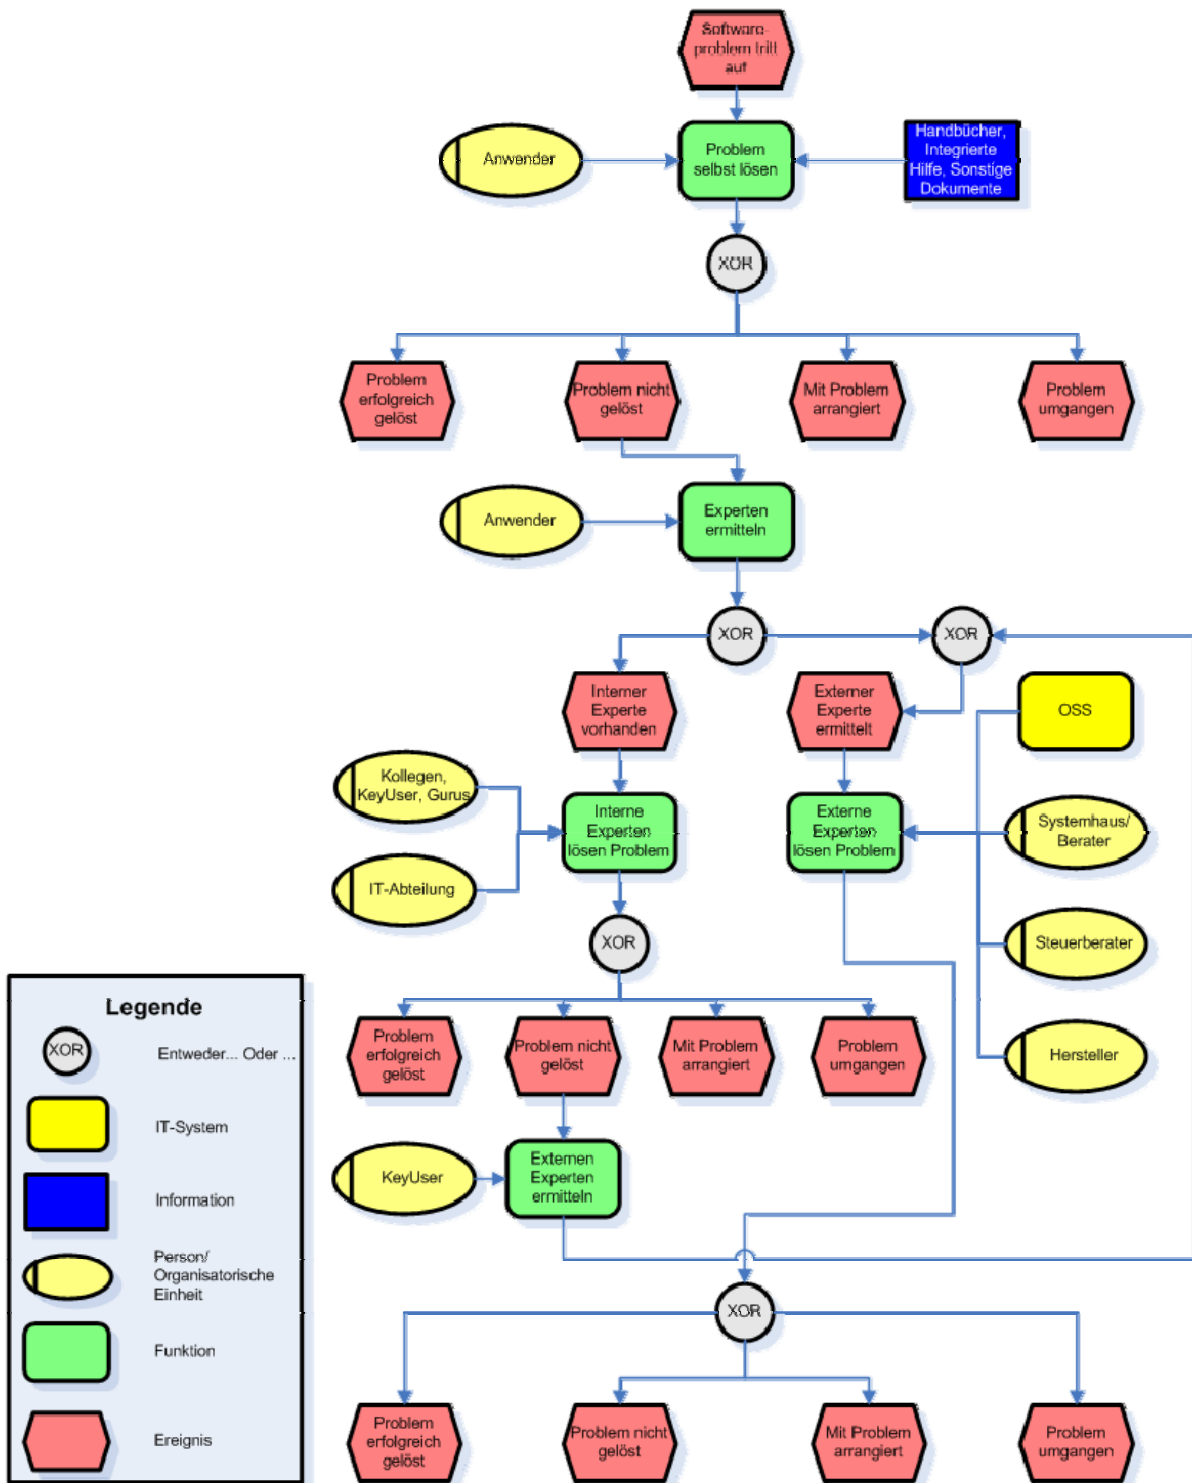 Software-
problem tritt
auf
Anwender
Problem
selbst lösen
Handbücher,
Integrierte
Hilfe, Sonstige
Dokumente
XOR
Problem
erfolgreich
gelöst
Problem nicht
gelöst
Mit Problem
arrangiert
Problem
umgangen
Anwender
Experten
ermitteln
XOR
XOR
Interner
Experte
vorhanden
Externer
Experte
ermittelt
OSS
Kollegen,
KeyUser, Gurus
Interne
Experten
lösen Problem
Externe
Experten
lösen Problem
Systemhaus/
Berater
IT-Abteilung
XOR
Steuerberater
Problem
erfolgreich
gelöst
Problem nicht
gelöst
Mit Problem
arrangiert
Problem
umgangen
Hersteller
KeyUser
Externen
Experten
ermitteln
XOR
Problem
erfolgreich
gelöst
Problem nicht
gelöst
Mit Problem
arrangiert
Problem
umgangen
Legende
XOR
Entweder... Oder ...
IT-System
Information
Person/
Organisatorische
Einheit
Funktion
Ereignis